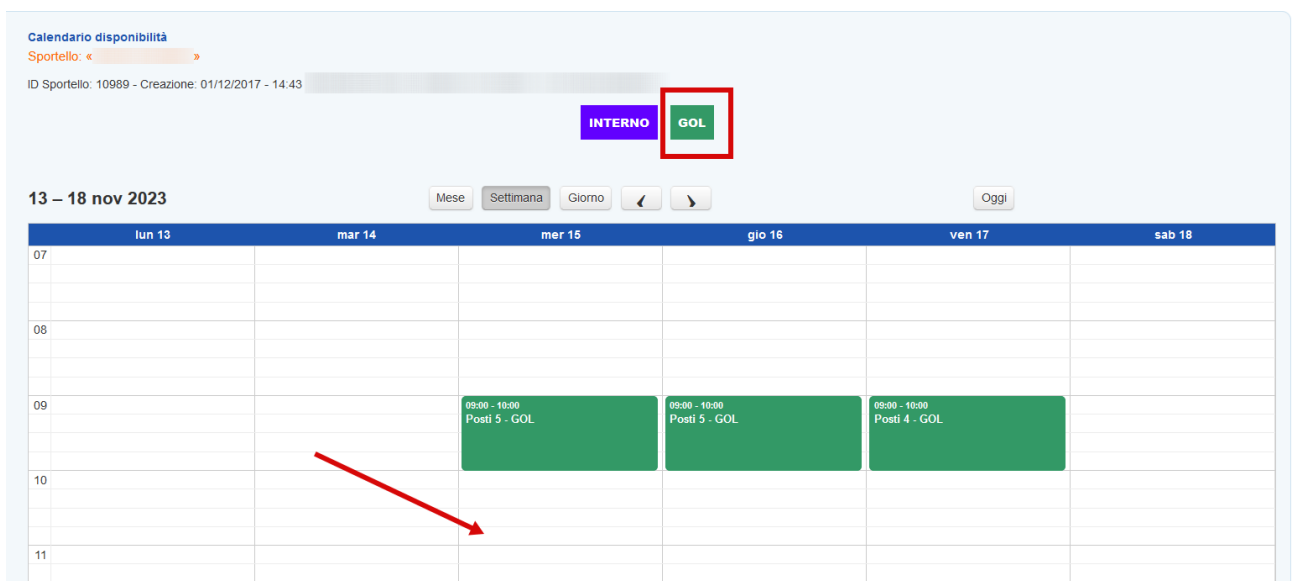 Calendario disponibilità
Sportello: « »
ID Sportello: 10989 - Creazione: 01/12/2017 - 14:43
INTERNO GOL
13 – 18 nov 2023 Mese Settimana Giorno Oggi
lun 13 mar 14 mer 15 gio 16 ven 17 sab 18
07
08
09
09:00 - 10:00 09:00 - 10:00 09:00 - 10:00
Posti 5 - GOL Posti 5 - GOL Posti 4 - GOL
10
11